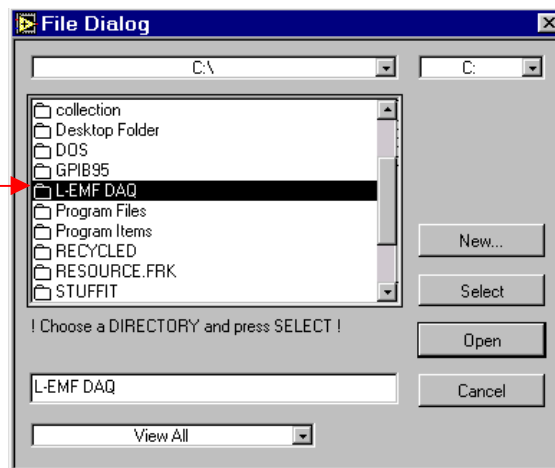 File Dialog
C:\
C:
collection
Desktop Folder
DOS
GPIB95
L-EMF DAQ
Program Files
Program Items
RECYCLED
RESOURCE.FRK
STUFFIT
New...
Select
! Choose a DIRECTORY and press SELECT !
Open
L-EMF DAQ
Cancel
View All